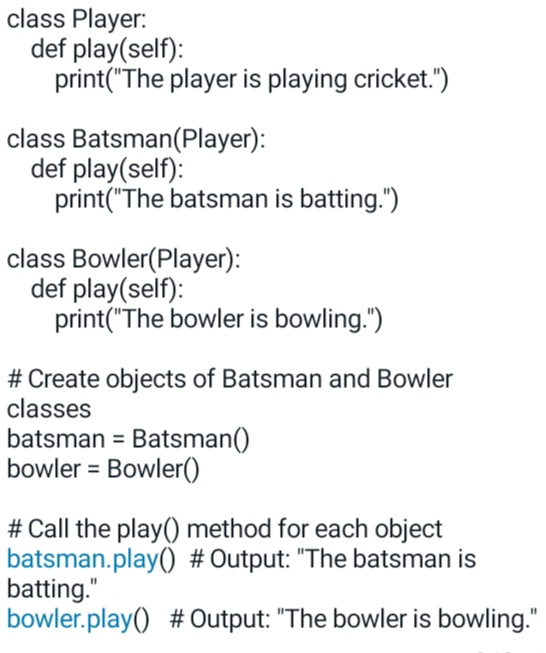 class Player:
def play(self):
print("The player is playing cricket.")
class Batsman(Player):
def play(self):
print("The batsman is batting.")
class Bowler(Player):
def play(self):
print("The bowler is bowling.")
# Create objects of Batsman and Bowler
classes
batsman = Batsman()
bowler = Bowler()
# Call the play() method for each object
batsman.play()  # Output: "The batsman is
batting."
bowler.play()   # Output: "The bowler is bowling."